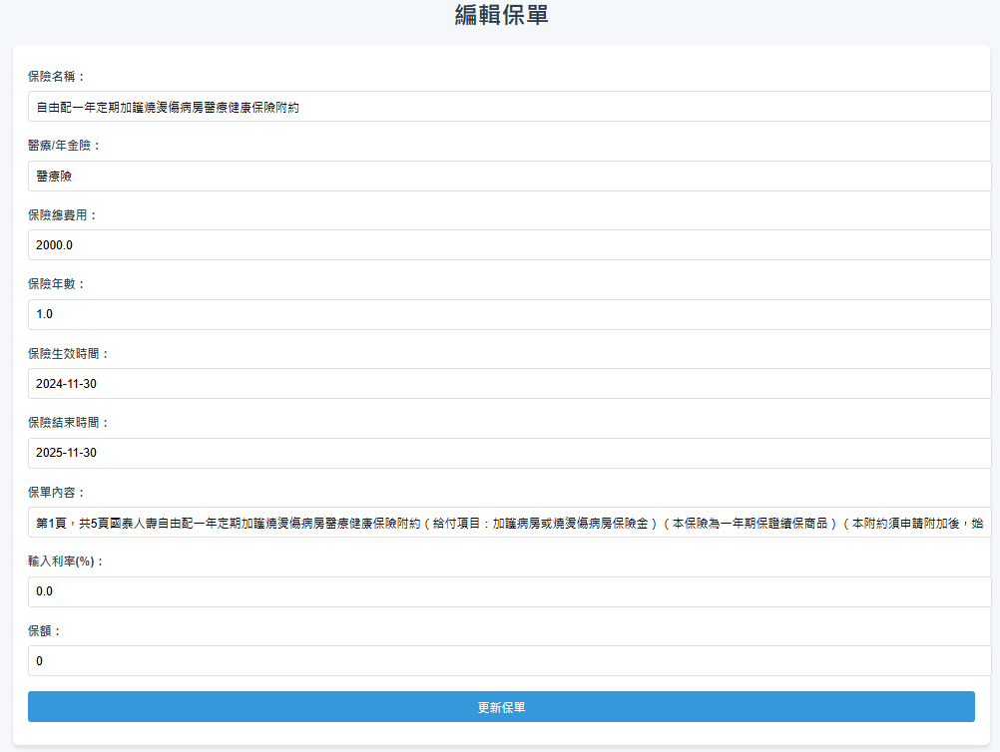 編輯保單
保險名稱：
自由配一年定期加護燒燙傷病房醫療健康保險附約
醫療/年金險：
醫療險
保險總費用：
2000.0
保險年數：
1.0
保險生效時間：
2024-11-30
保險結束時間：
2025-11-30
保單內容：
第1頁，共5頁國泰人壽自由配一年定期加護燒燙傷病房醫療健康保險附約（給付項目：加護病房或燒燙傷病房保險金）（本保險為一年期保證續保商品）（本附約須申請附加後，始
輸入利率(%)：
0.0
保額：
0
更新保單